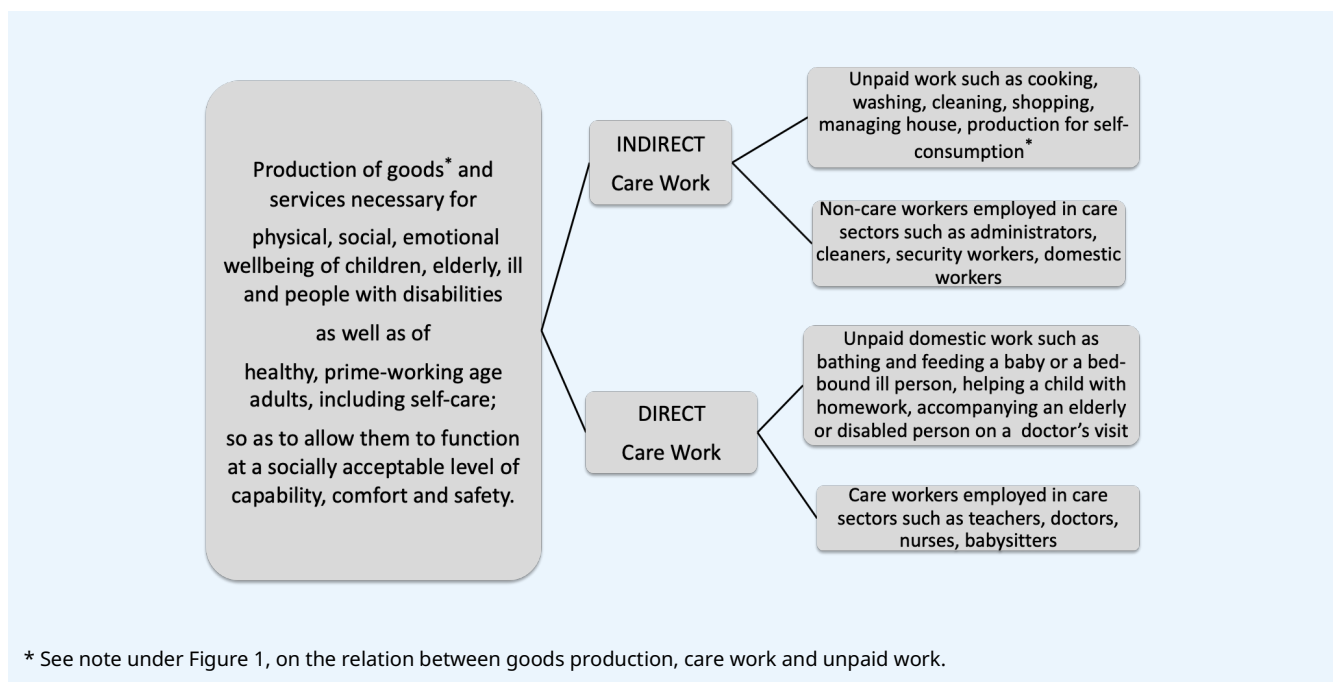 Production of goods* and
services necessary for
physical, social, emotional
wellbeing of children, elderly, ill
and people with disabilities
as well as of
healthy, prime-working age
adults, including self-care;
so as to allow them to function
at a socially acceptable level of
capability, comfort and safety.
INDIRECT
Care Work
Unpaid work such as cooking,
washing, cleaning, shopping,
managing house, production for self-
consumption*
Non-care workers employed in care
sectors such as administrators,
cleaners, security workers, domestic
workers
DIRECT
Care Work
Unpaid domestic work such as
bathing and feeding a baby or a bed-
bound ill person, helping a child with
homework, accompanying an elderly
or disabled person on a doctor’s visit
Care workers employed in care
sectors such as teachers, doctors,
nurses, babysitters
* See note under Figure 1, on the relation between goods production, care work and unpaid work.